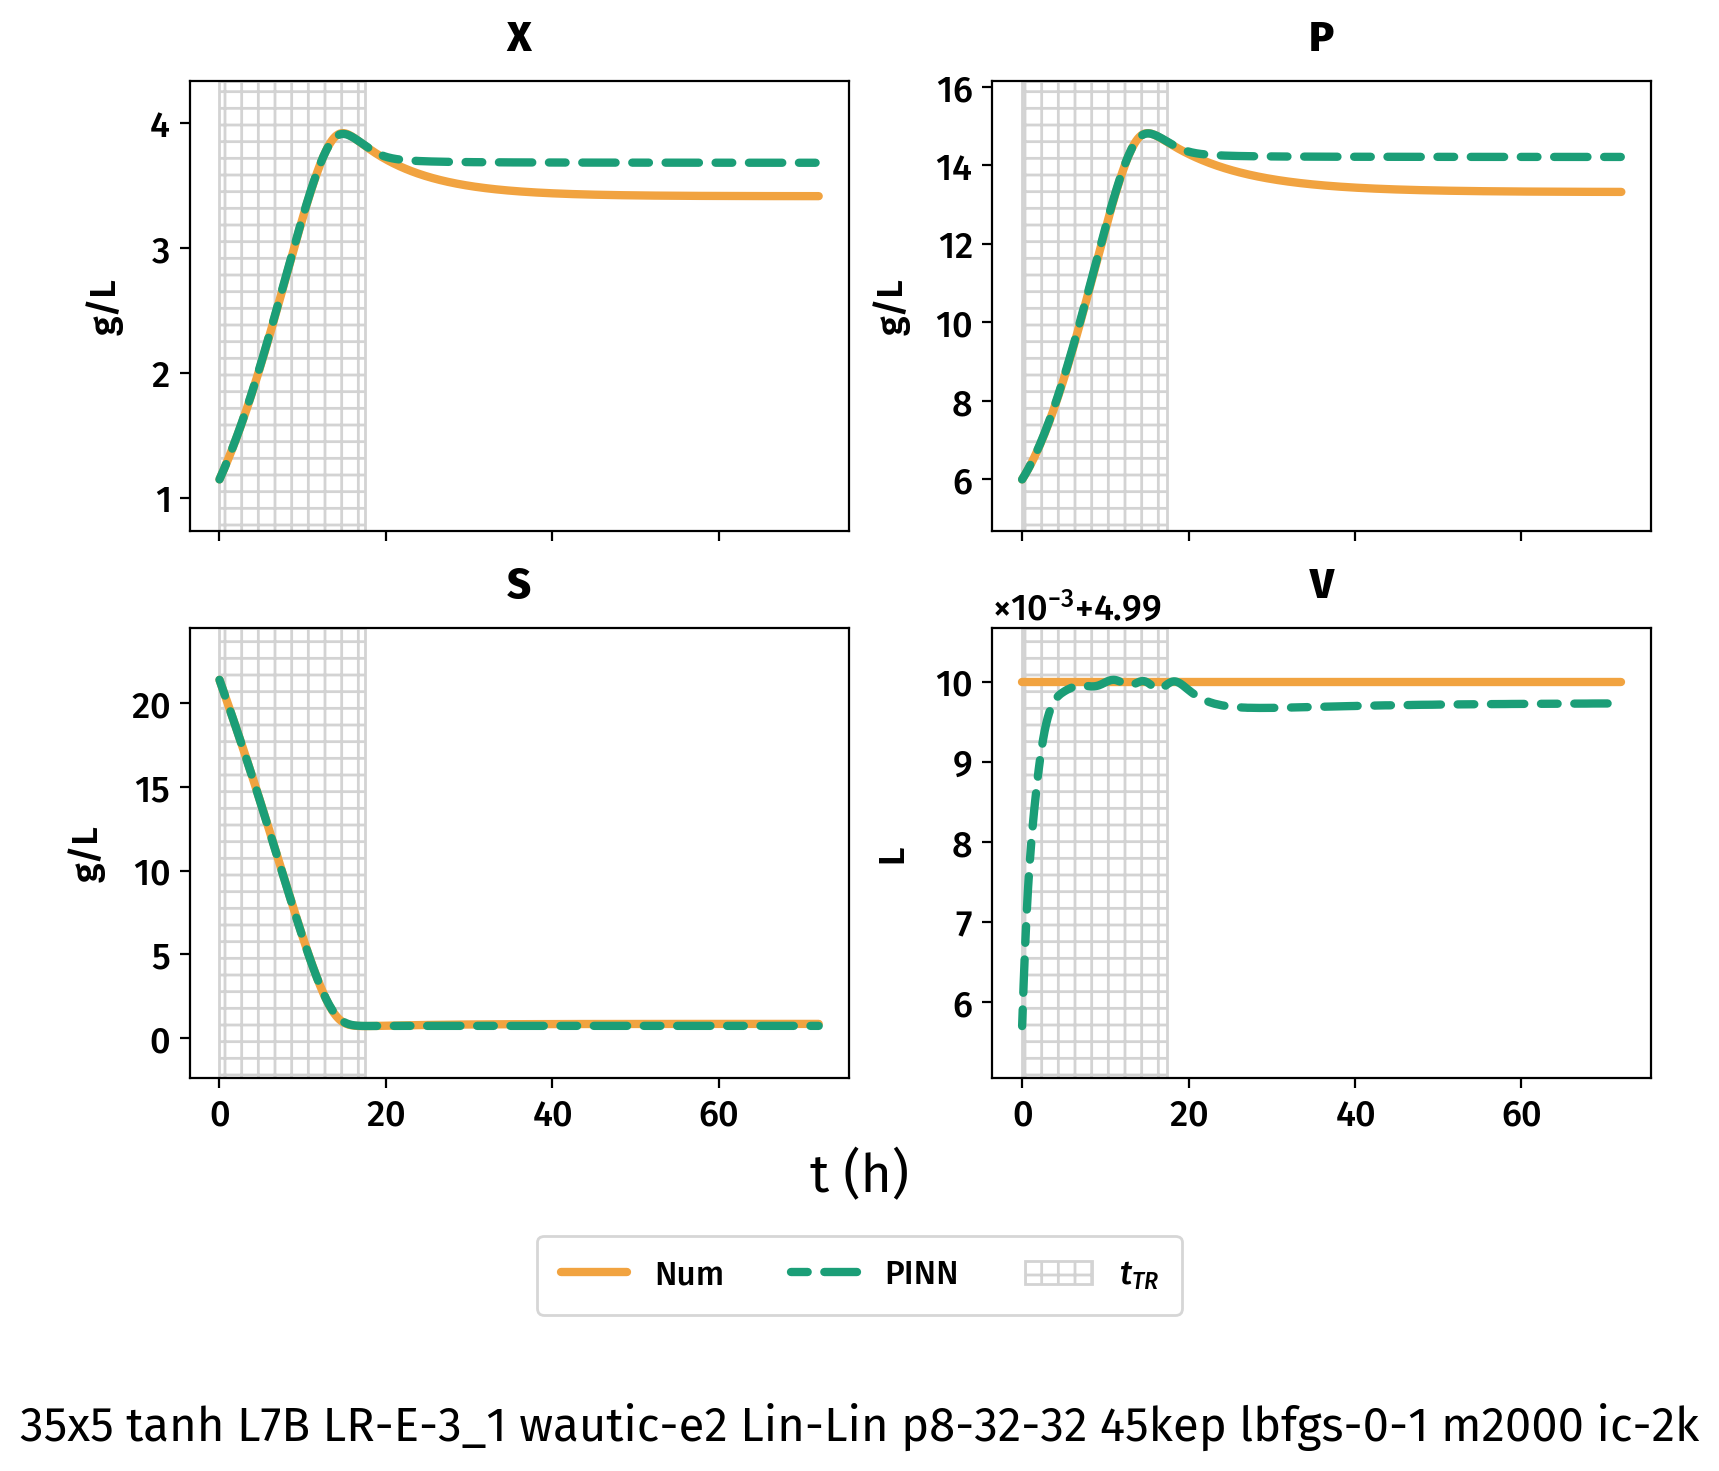 X
P
4
3
2
1
g/L
16
14
12
10
8
6
g/L
S
V
×10⁻³+4.99
20
15
10
5
0
g/L
10
9
8
7
6
L
0 20 40 60
0 20 40 60
t (h)
Num PINN t_TR
35x5 tanh L7B LR-E-3_1 wautic-e2 Lin-Lin p8-32-32 45kep lbfgs-0-1 m2000 ic-2k